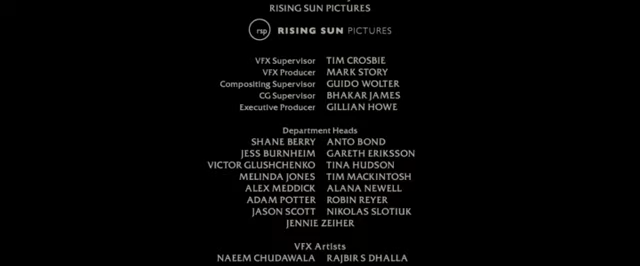 RISING SUN PICTURES
rsp RISING SUN PICTURES
VFX Supervisor TIM CROSBIE
VFX Producer MARK STORY
Compositing Supervisor GUIDO WOLTER
CG Supervisor BHAKAR JAMES
Executive Producer GILLIAN HOWE
Department Heads
SHANE BERRY ANTO BOND
JESS BURNHEIM GARETH ERIKSSON
VICTOR GLUSHCHENKO TINA HUDSON
MELINDA JONES TIM MACKINTOSH
ALEX MEDDICK ALANA NEWELL
ADAM POTTER ROBIN REYER
JASON SCOTT NIKOLAS SLOTIUK
JENNIE ZEIHER
VFX Artists
NAEEM CHUDAWALA RAJBIR S DHALLA